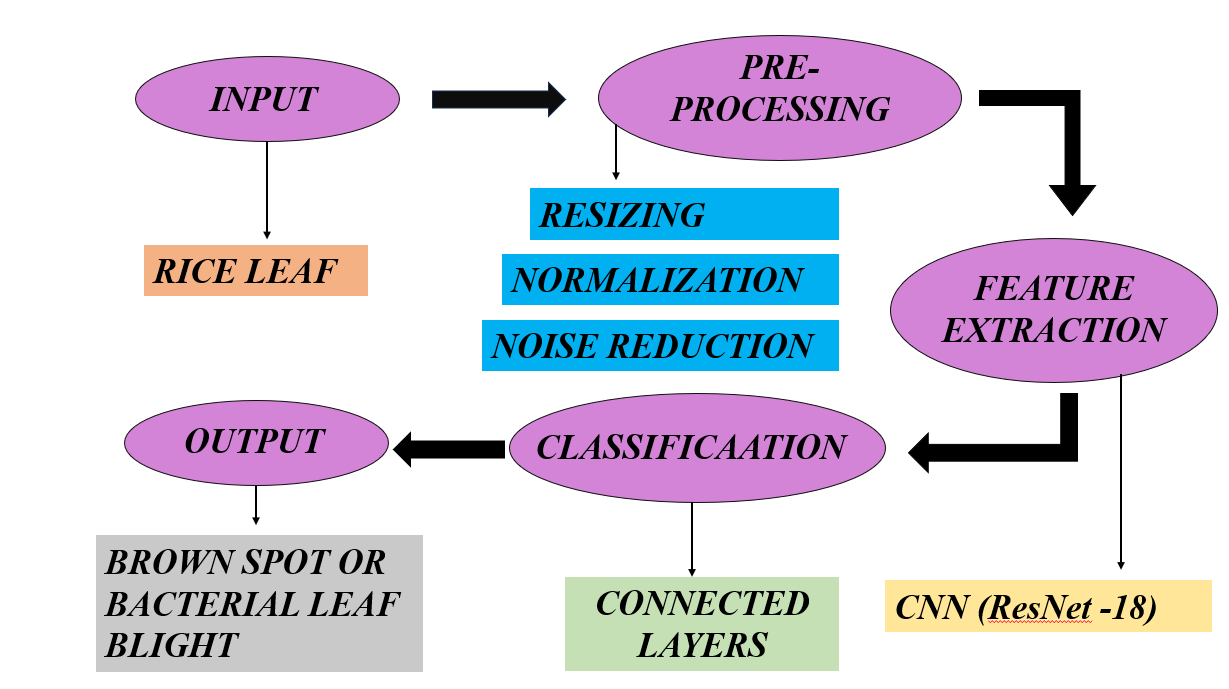 INPUT
PRE-
PROCESSING
RICE LEAF
RESIZING
NORMALIZATION
NOISE REDUCTION
FEATURE
EXTRACTION
CNN (ResNet -18)
CLASSIFICAATION
CONNECTED
LAYERS
OUTPUT
BROWN SPOT OR
BACTERIAL LEAF
BLIGHT